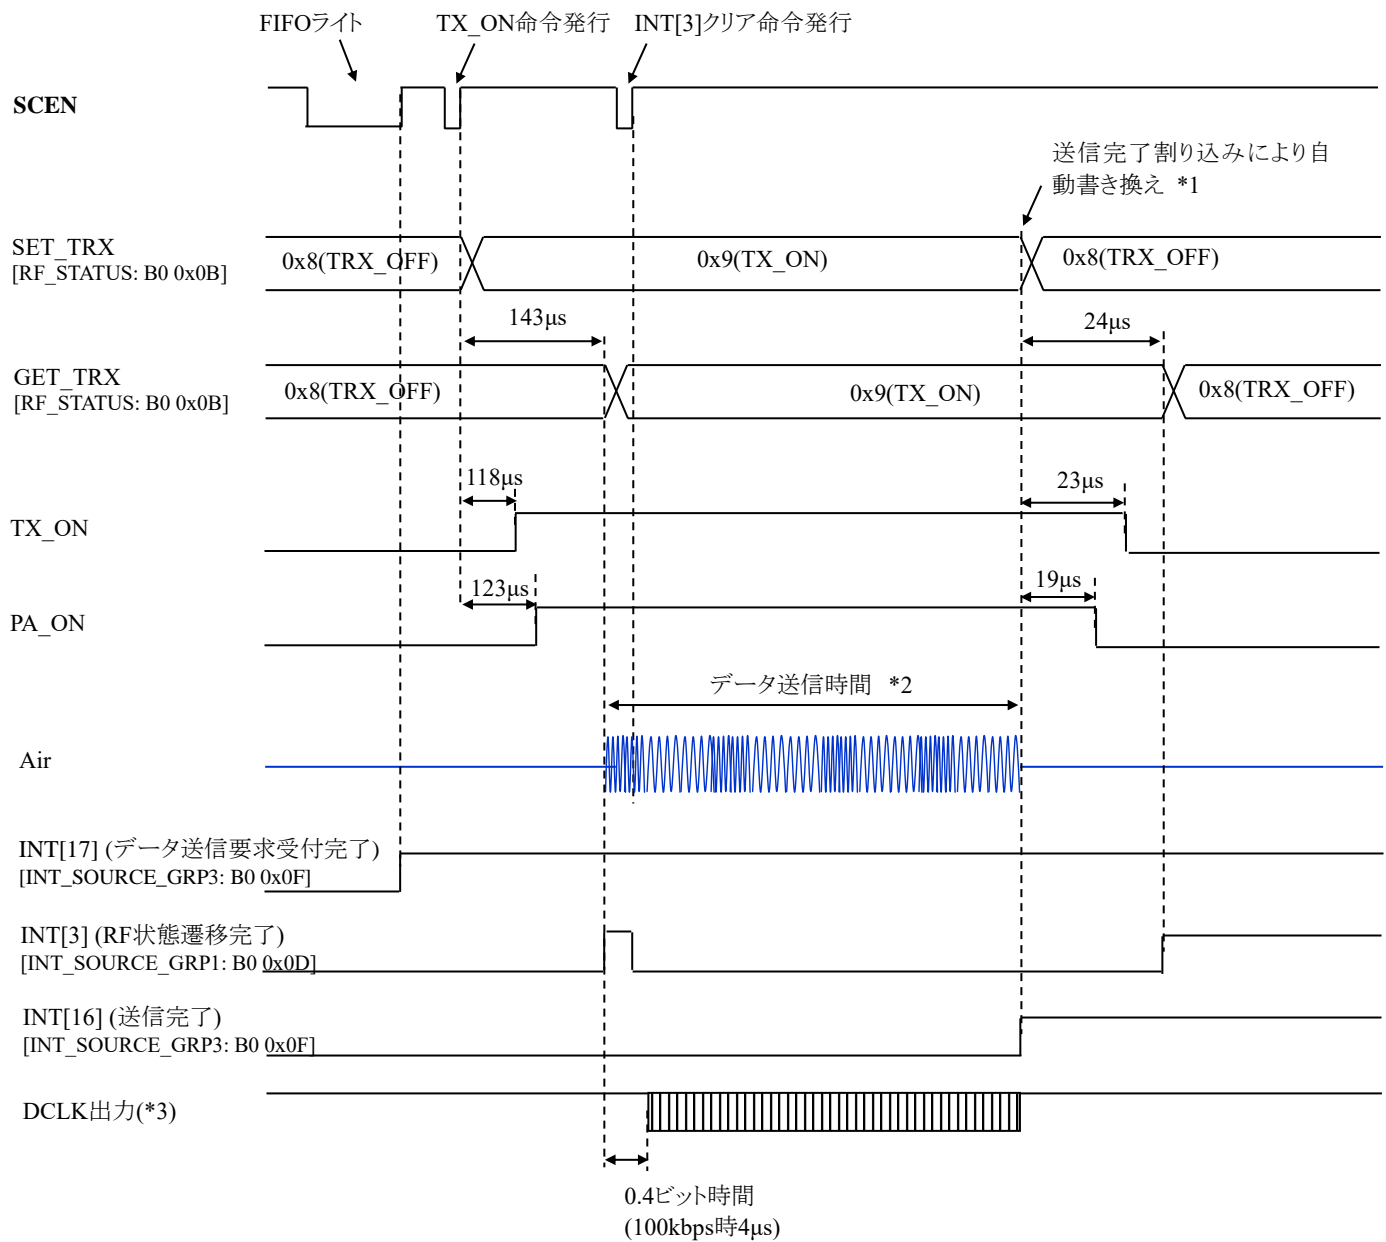 FIFOライト
TX_ON命令発行
INT[3]クリア命令発行
SCEN
送信完了割り込みにより自
動書き換え *1
SET_TRX
[RF_STATUS: B0 0x0B]
0x8(TRX_OFF)
0x9(TX_ON)
0x8(TRX_OFF)
143μs
24μs
GET_TRX
[RF_STATUS: B0 0x0B]
0x8(TRX_OFF)
0x9(TX_ON)
0x8(TRX_OFF)
118μs
23μs
TX_ON
123μs
19μs
PA_ON
データ送信時間 *2
Air
INT[17] (データ送信要求受付完了)
[INT_SOURCE_GRP3: B0 0x0F]
INT[3] (RF状態遷移完了)
[INT_SOURCE_GRP1: B0 0x0D]
INT[16] (送信完了)
[INT_SOURCE_GRP3: B0 0x0F]
DCLK出力(*3)
0.4ビット時間
(100kbps時4μs)